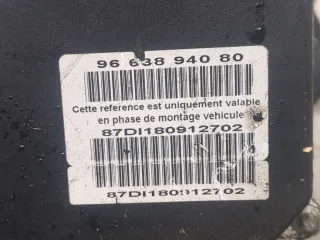 96 638 940 80
Cette reference est uniquement valable
en phase de montage vehicule
87DI180912702
87DI180912702